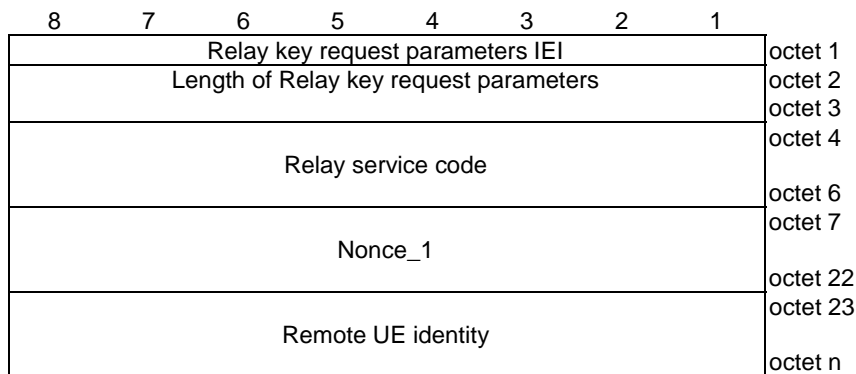 8 7 6 5 4 3 2 1
Relay key request parameters IEI octet 1
Length of Relay key request parameters octet 2
octet 3
octet 4
Relay service code
octet 6
octet 7
Nonce_1
octet 22
octet 23
Remote UE identity
octet n